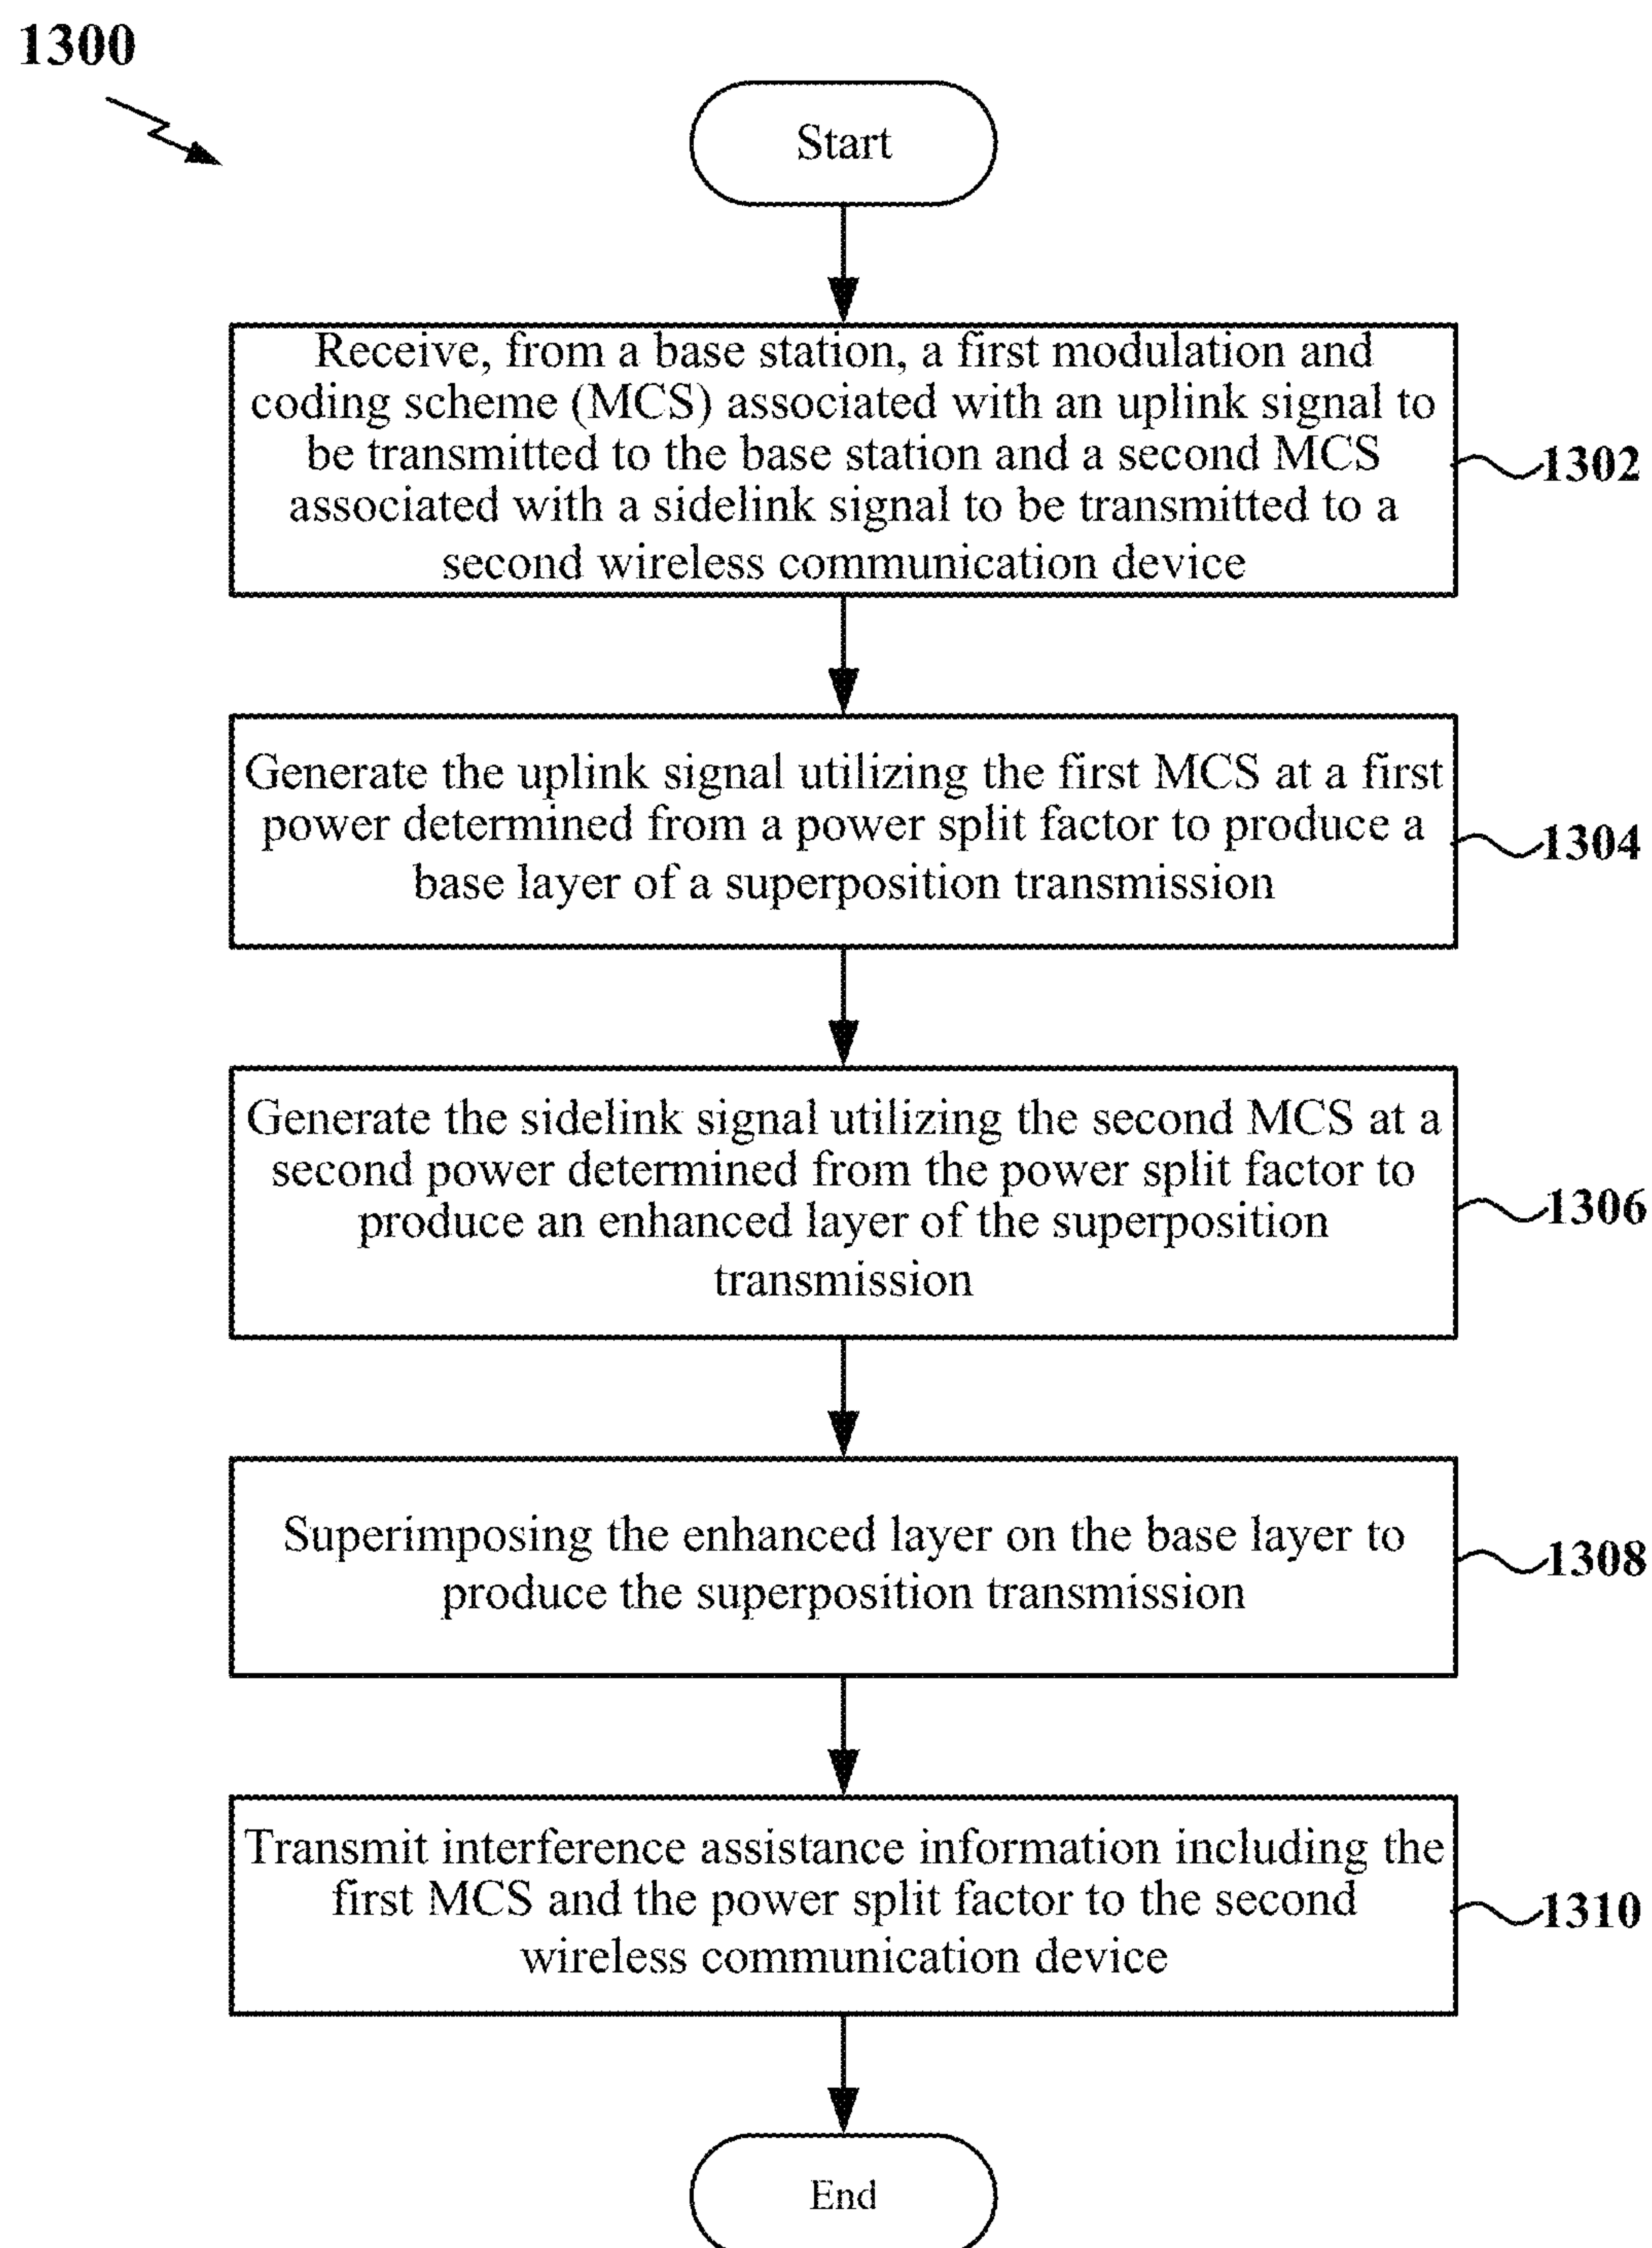 1300
Start
Receive, from a base station, a first modulation and
coding scheme (MCS) associated with an uplink signal to
be transmitted to the base station and a second MCS
associated with a sidelink signal to be transmitted to a
second wireless communication device
1302
Generate the uplink signal utilizing the first MCS at a first
power determined from a power split factor to produce a
base layer of a superposition transmission
1304
Generate the sidelink signal utilizing the second MCS at a
second power determined from the power split factor to
produce an enhanced layer of the superposition
transmission
1306
Superimposing the enhanced layer on the base layer to
produce the superposition transmission
1308
Transmit interference assistance information including the
first MCS and the power split factor to the second
wireless communication device
1310
End